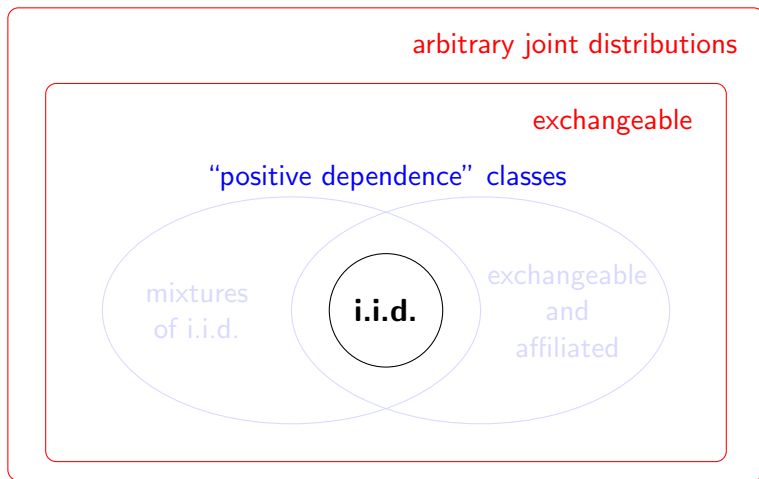 arbitrary joint distributions
exchangeable
“positive dependence” classes
mixtures
of i.i.d.
i.i.d.
exchangeable
and
affiliated